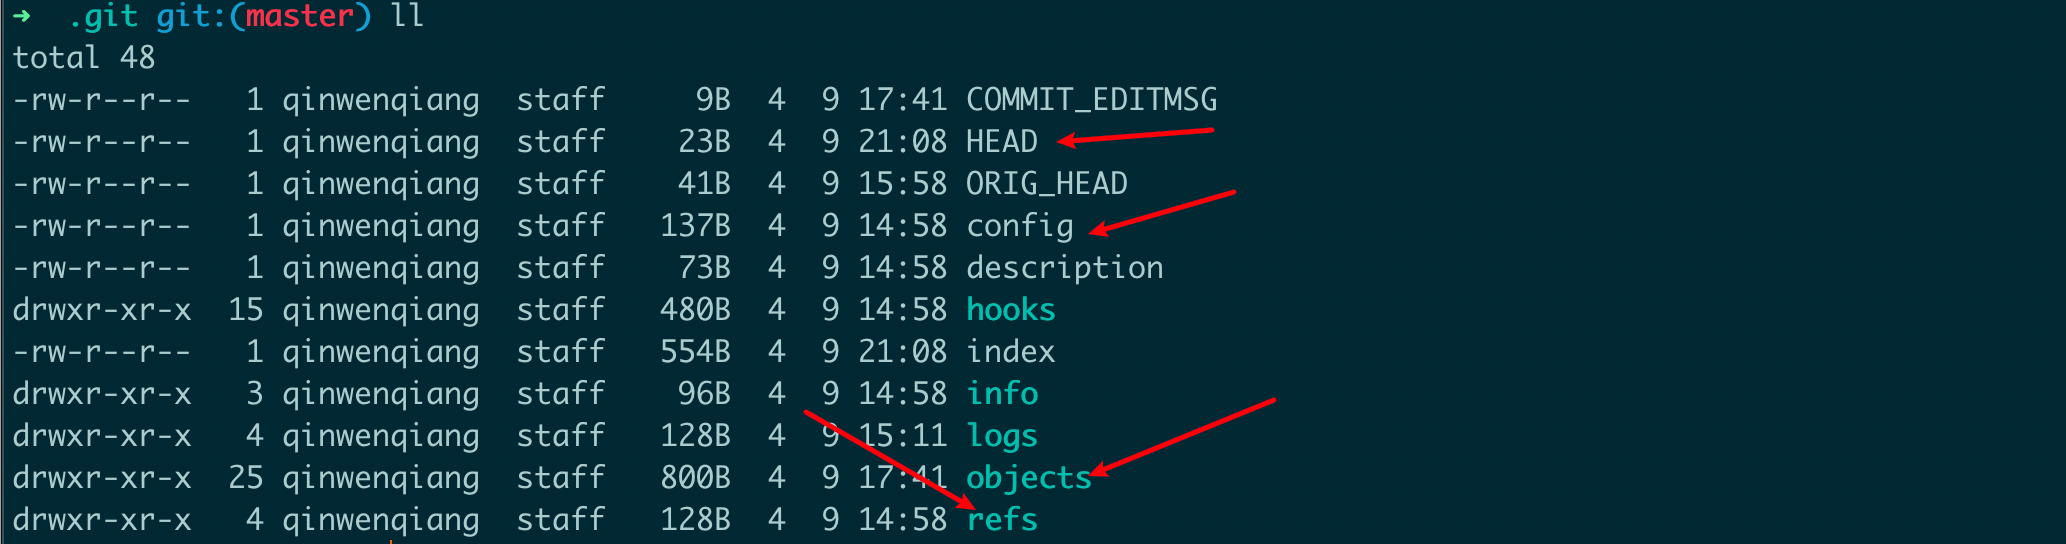 ➜  .git git:(master) ll
total 48
-rw-r--r--   1 qinwenqiang  staff     9B  4  9 17:41 COMMIT_EDITMSG
-rw-r--r--   1 qinwenqiang  staff    23B  4  9 21:08 HEAD
-rw-r--r--   1 qinwenqiang  staff    41B  4  9 15:58 ORIG_HEAD
-rw-r--r--   1 qinwenqiang  staff   137B  4  9 14:58 config
-rw-r--r--   1 qinwenqiang  staff    73B  4  9 14:58 description
drwxr-xr-x  15 qinwenqiang  staff   480B  4  9 14:58 hooks
-rw-r--r--   1 qinwenqiang  staff   554B  4  9 21:08 index
drwxr-xr-x   3 qinwenqiang  staff    96B  4  9 14:58 info
drwxr-xr-x   4 qinwenqiang  staff   128B  4  9 15:11 logs
drwxr-xr-x  25 qinwenqiang  staff   800B  4  9 17:41 objects
drwxr-xr-x   4 qinwenqiang  staff   128B  4  9 14:58 refs